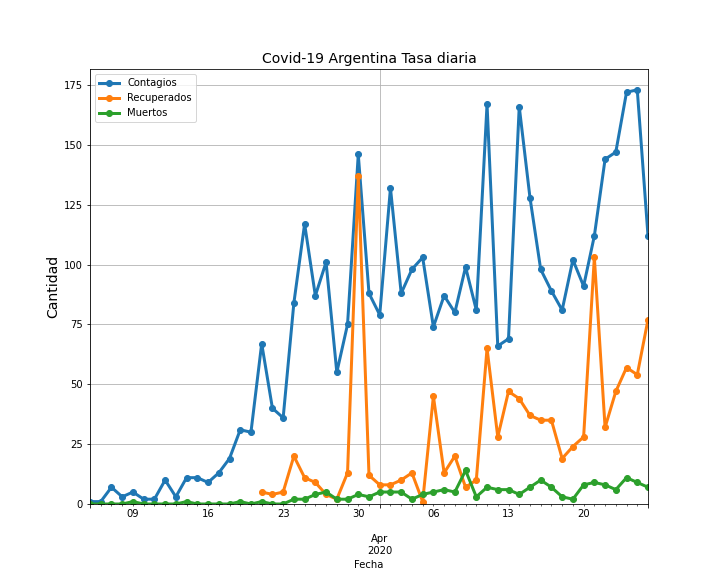 Covid-19 Argentina Tasa diaria
Contagios
Recuperados
Muertos
Cantidad
175
150
125
100
75
50
25
0
09
16
23
30
06
13
20
Apr
2020
Fecha